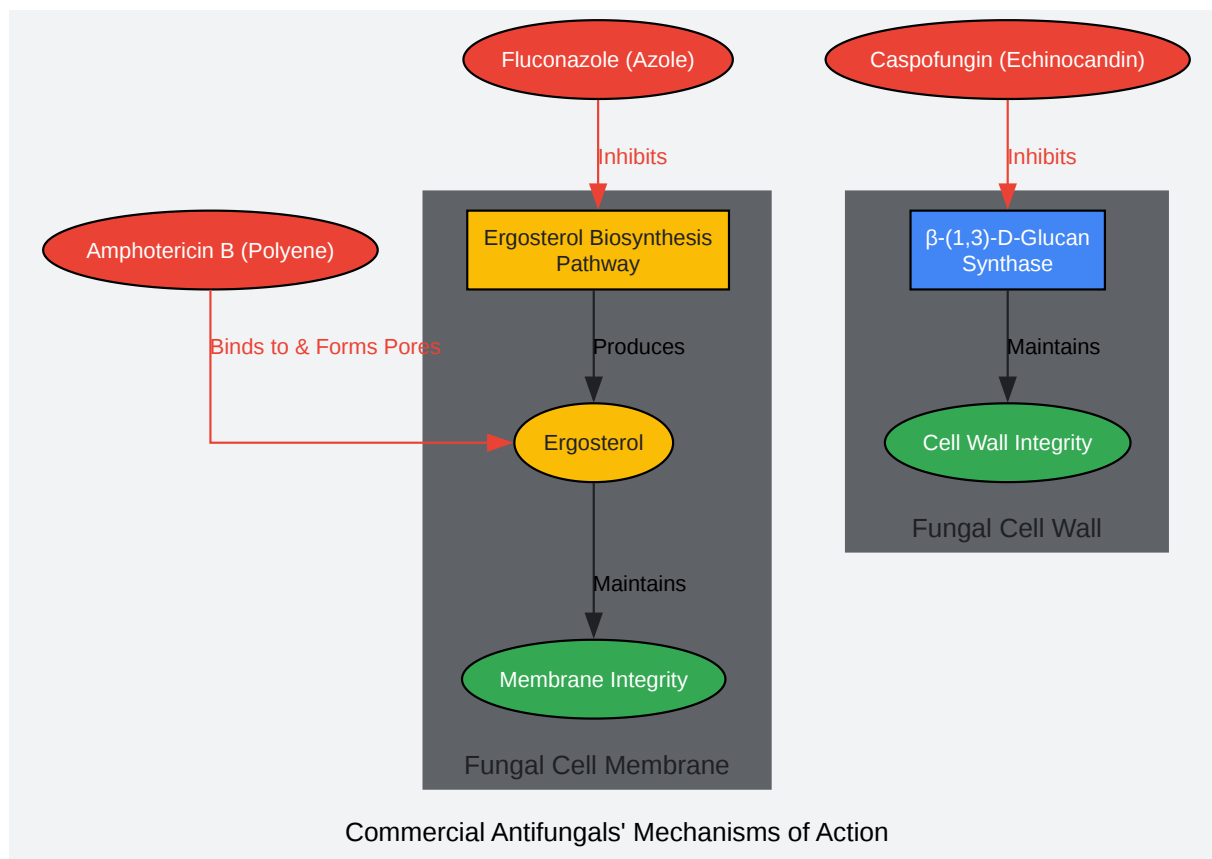 Fluconazole (Azole)
Caspofungin (Echinocandin)
Inhibits
Inhibits
Amphotericin B (Polyene)
Ergosterol Biosynthesis
Pathway
β-(1,3)-D-Glucan
Synthase
Binds to & Forms Pores
Produces
Maintains
Ergosterol
Cell Wall Integrity
Fungal Cell Wall
Maintains
Membrane Integrity
Fungal Cell Membrane
Commercial Antifungals' Mechanisms of Action